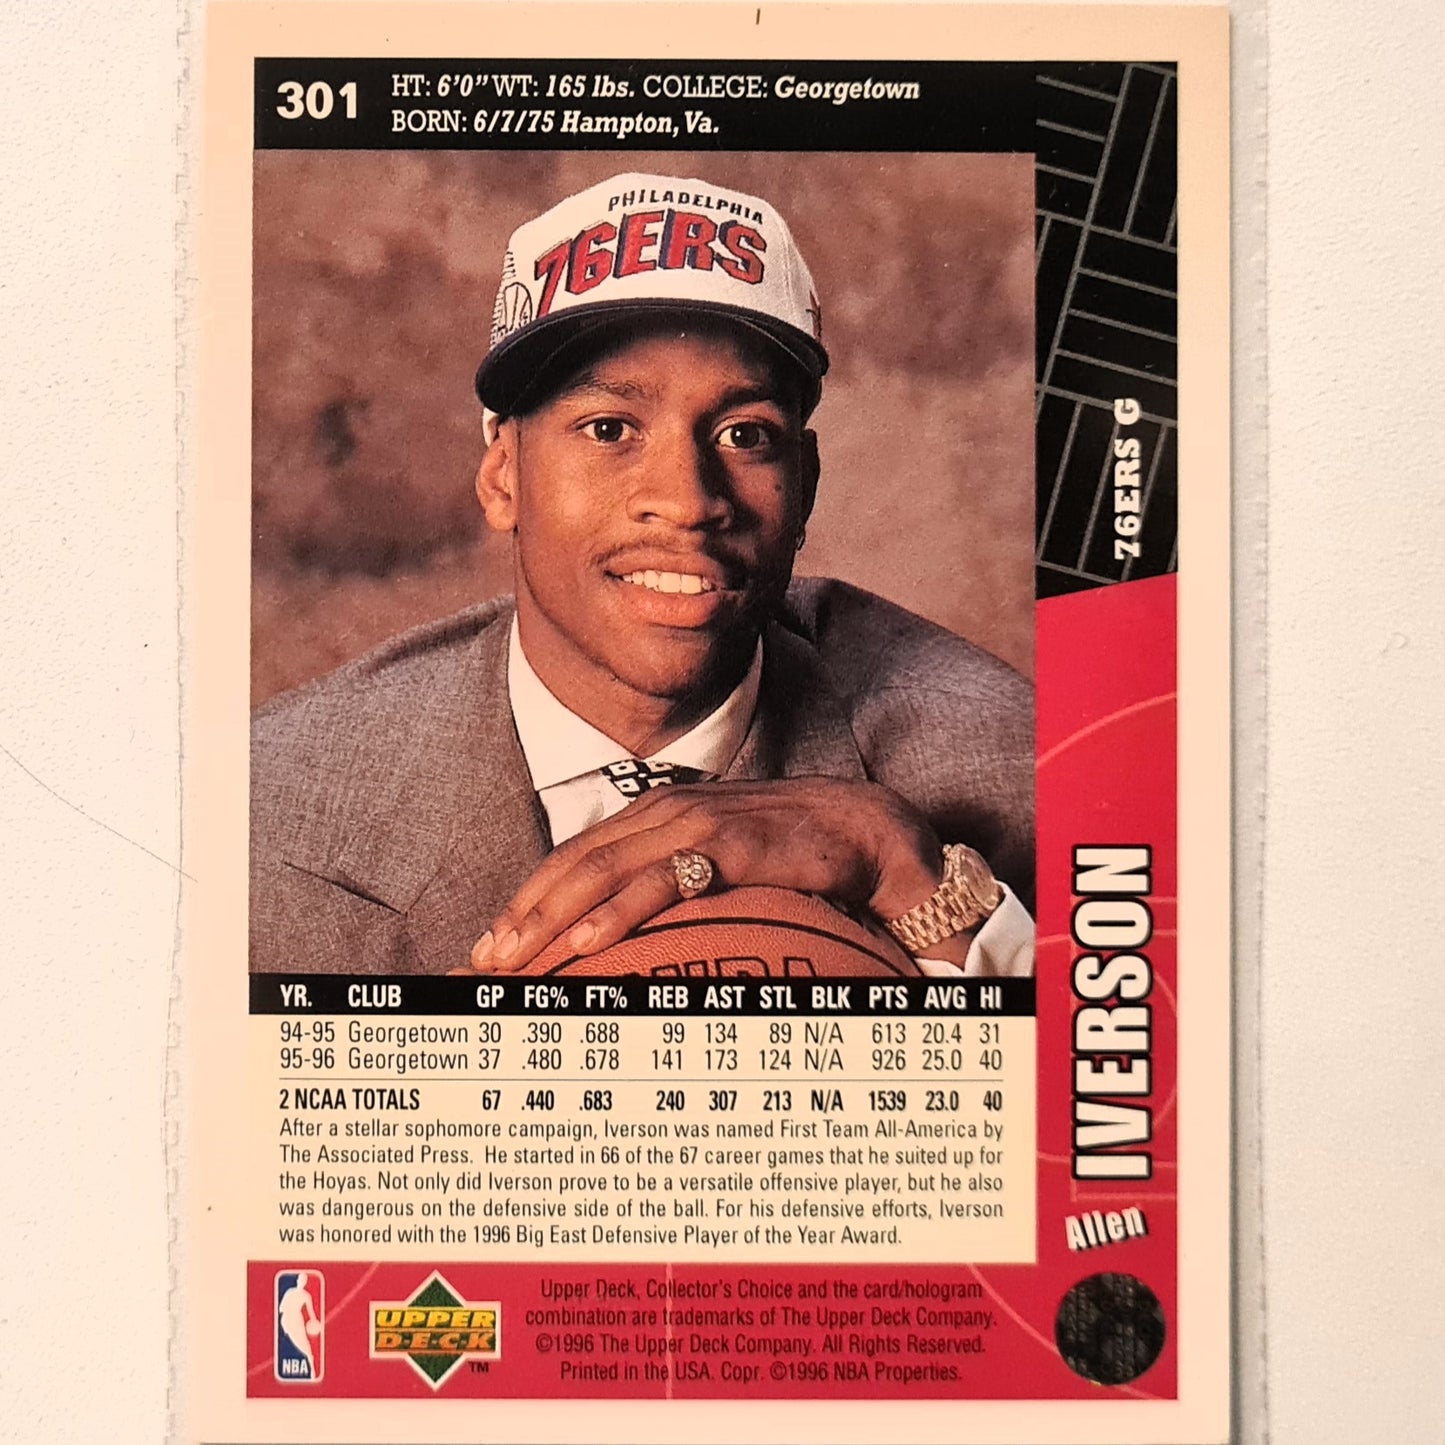 301
HT: 6'0" WT: 165 lbs. COLLEGE: Georgetown
BORN: 6/7/75 Hampton, Va.
PHILADELPHIA
76ERS
76ERS G
IVERSON
Allen
YR. CLUB GP FG% FT% REB AST STL BLK PTS AVG HI
94-95 Georgetown 30 .390 .688 99 134 89 N/A 613 20.4 31
95-96 Georgetown 37 .480 .678 141 173 124 N/A 926 25.0 40
2 NCAA TOTALS 67 .440 .683 240 307 213 N/A 1539 23.0 40
After a stellar sophomore campaign, Iverson was named First Team All-America by
The Associated Press. He started in 66 of the 67 career games that he suited up for
the Hoyas. Not only did Iverson prove to be a versatile offensive player, but he also
was dangerous on the defensive side of the ball. For his defensive efforts, Iverson
was honored with the 1996 Big East Defensive Player of the Year Award.
NBA
UPPER
D·E·C·K
TM
Upper Deck, Collector's Choice and the card/hologram
combination are trademarks of The Upper Deck Company.
©1996 The Upper Deck Company. All Rights Reserved.
Printed in the USA. Copr. ©1996 NBA Properties.